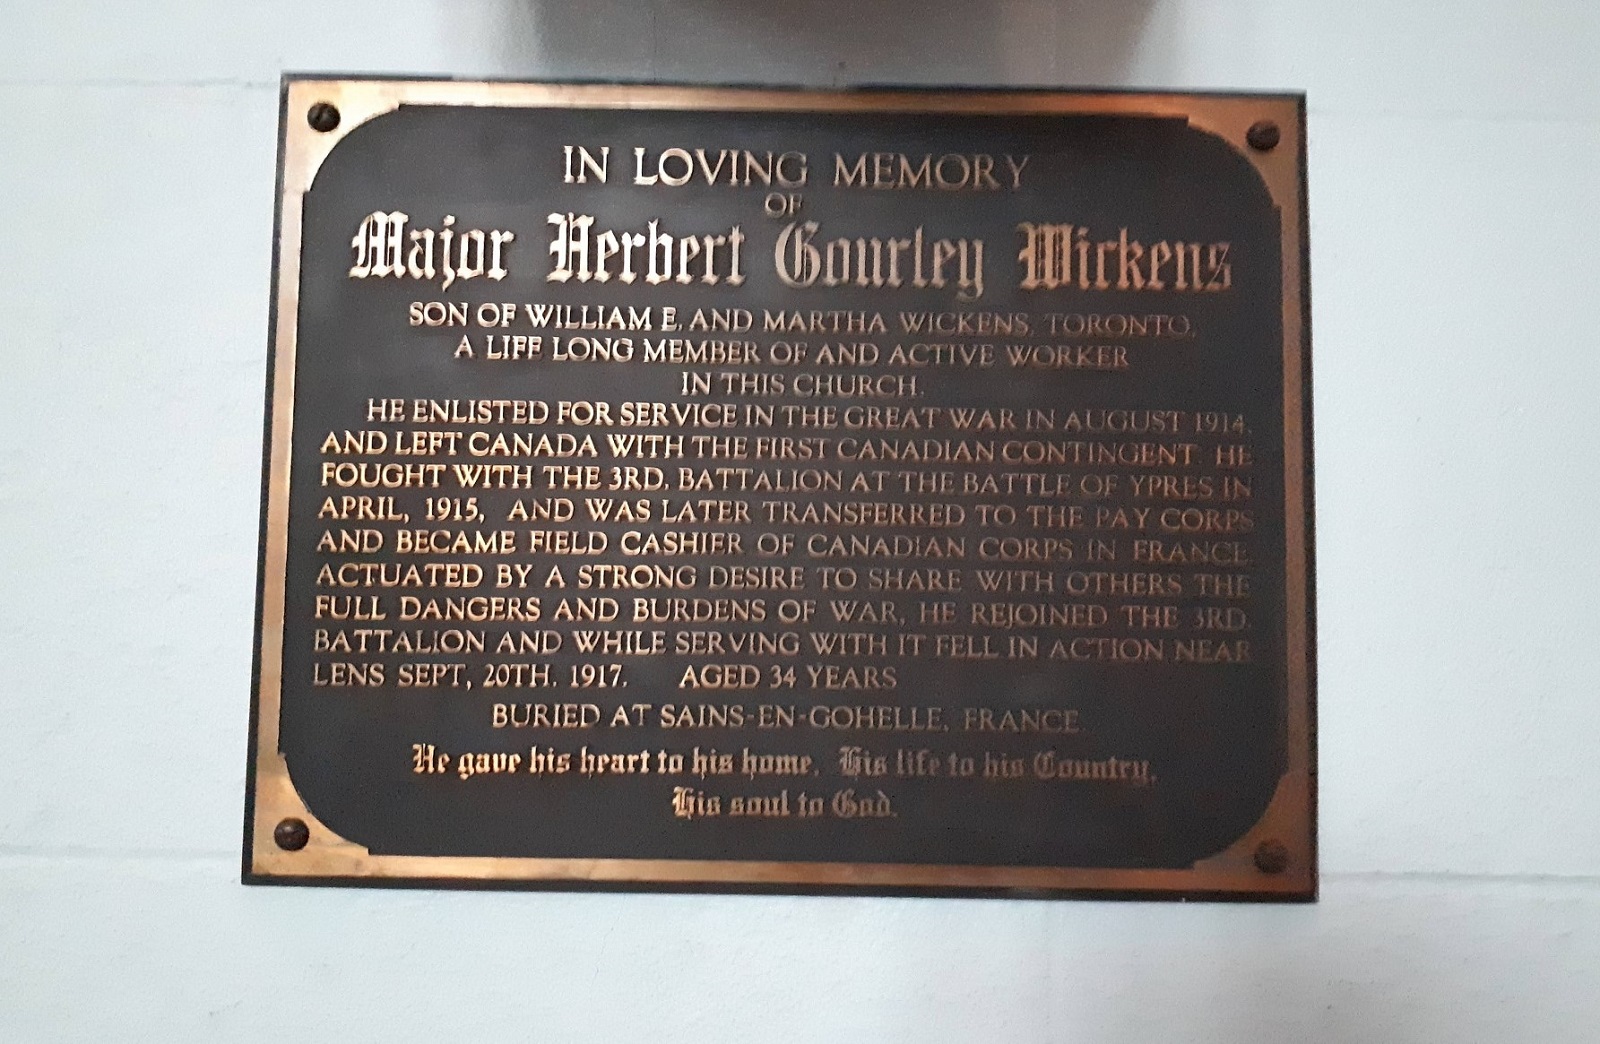 IN LOVING MEMORY
OF
Major Herbert Gourley Wickens
SON OF WILLIAM E. AND MARTHA WICKENS, TORONTO,
A LIFE LONG MEMBER OF AND ACTIVE WORKER
IN THIS CHURCH.
HE ENLISTED FOR SERVICE IN THE GREAT WAR IN AUGUST 1914,
AND LEFT CANADA WITH THE FIRST CANADIAN CONTINGENT. HE
FOUGHT WITH THE 3RD. BATTALION AT THE BATTLE OF YPRES IN
APRIL, 1915, AND WAS LATER TRANSFERRED TO THE PAY CORPS
AND BECAME FIELD CASHIER OF CANADIAN CORPS IN FRANCE.
ACTUATED BY A STRONG DESIRE TO SHARE WITH OTHERS THE
FULL DANGERS AND BURDENS OF WAR, HE REJOINED THE 3RD.
BATTALION AND WHILE SERVING WITH IT FELL IN ACTION NEAR
LENS SEPT, 20TH. 1917. AGED 34 YEARS
BURIED AT SAINS-EN-GOHELLE, FRANCE.
He gave his heart to his home. His life to his Country,
His soul to God.